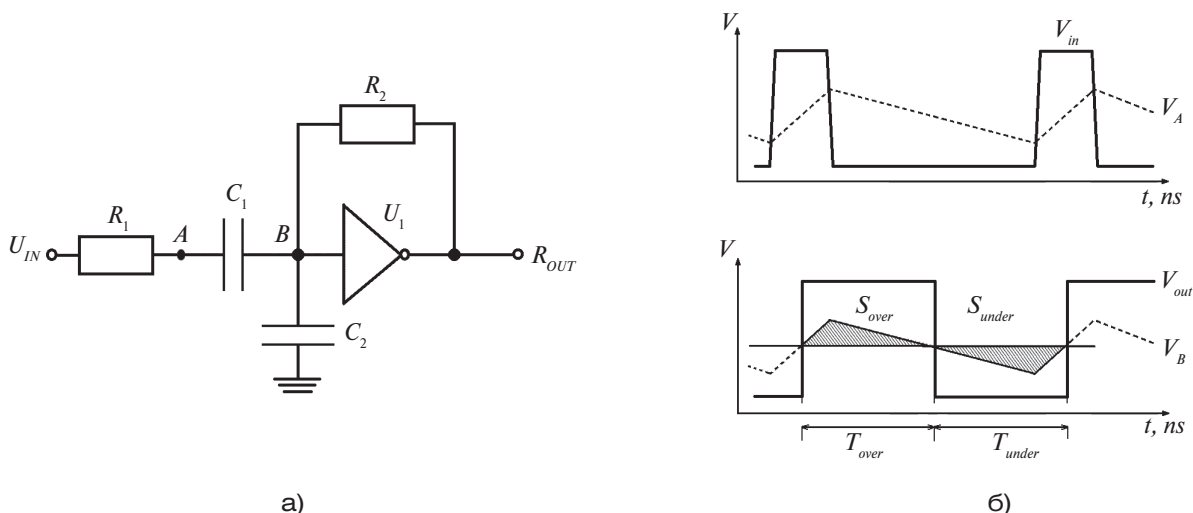 R2
C1
U1
R1
A
B
UIN
ROUT
C2
а)
V
Vin
VA
t, ns
V
Vout
Sover
Sunder
VB
t, ns
Tover
Tunder
б)